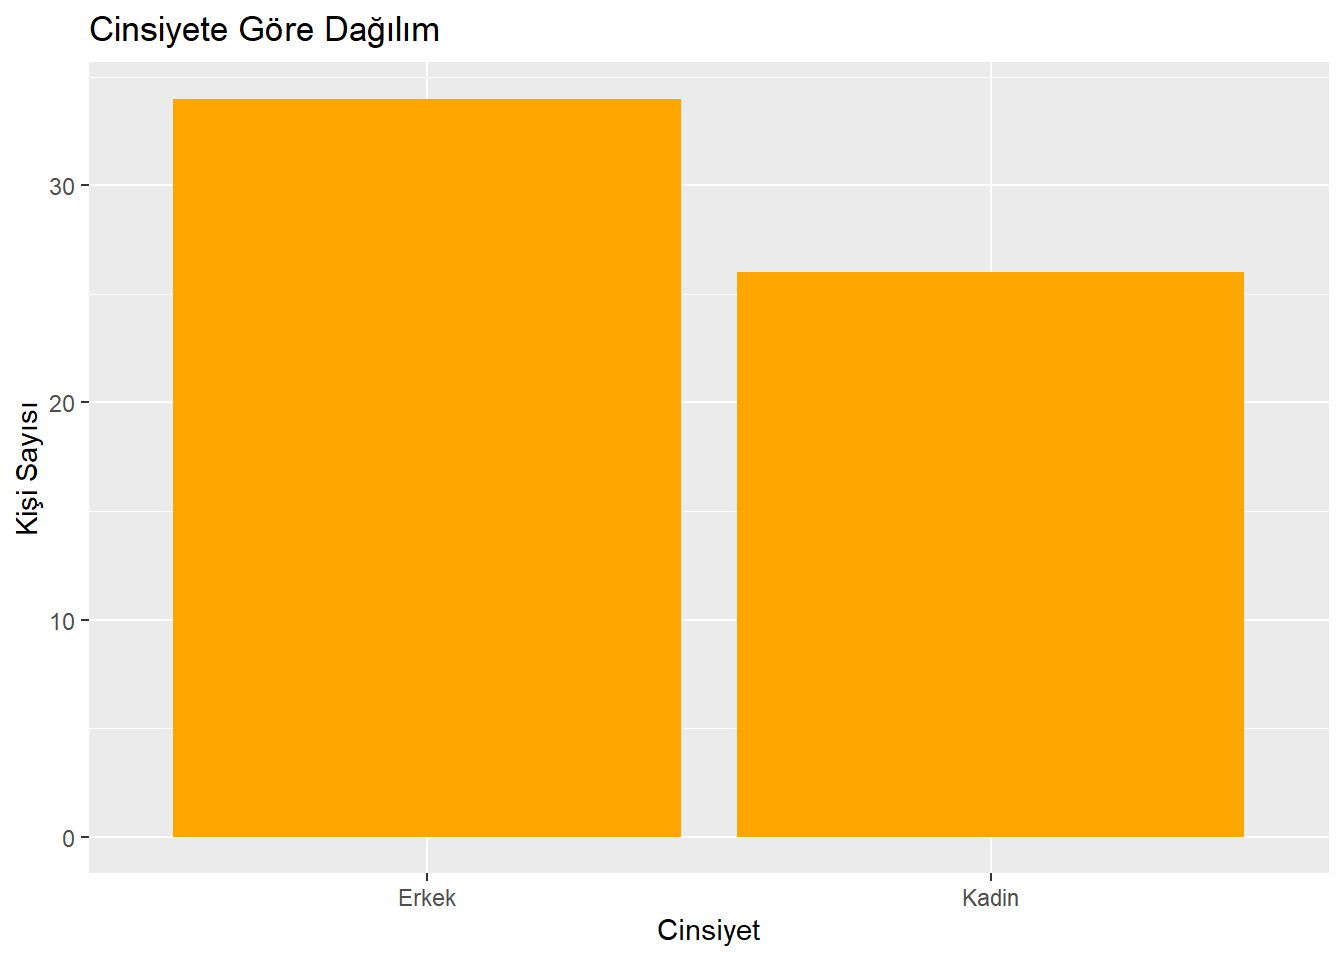 Cinsiyete Göre Dağılım
Kişi Sayısı
30
20
10
0
Erkek Kadin
Cinsiyet